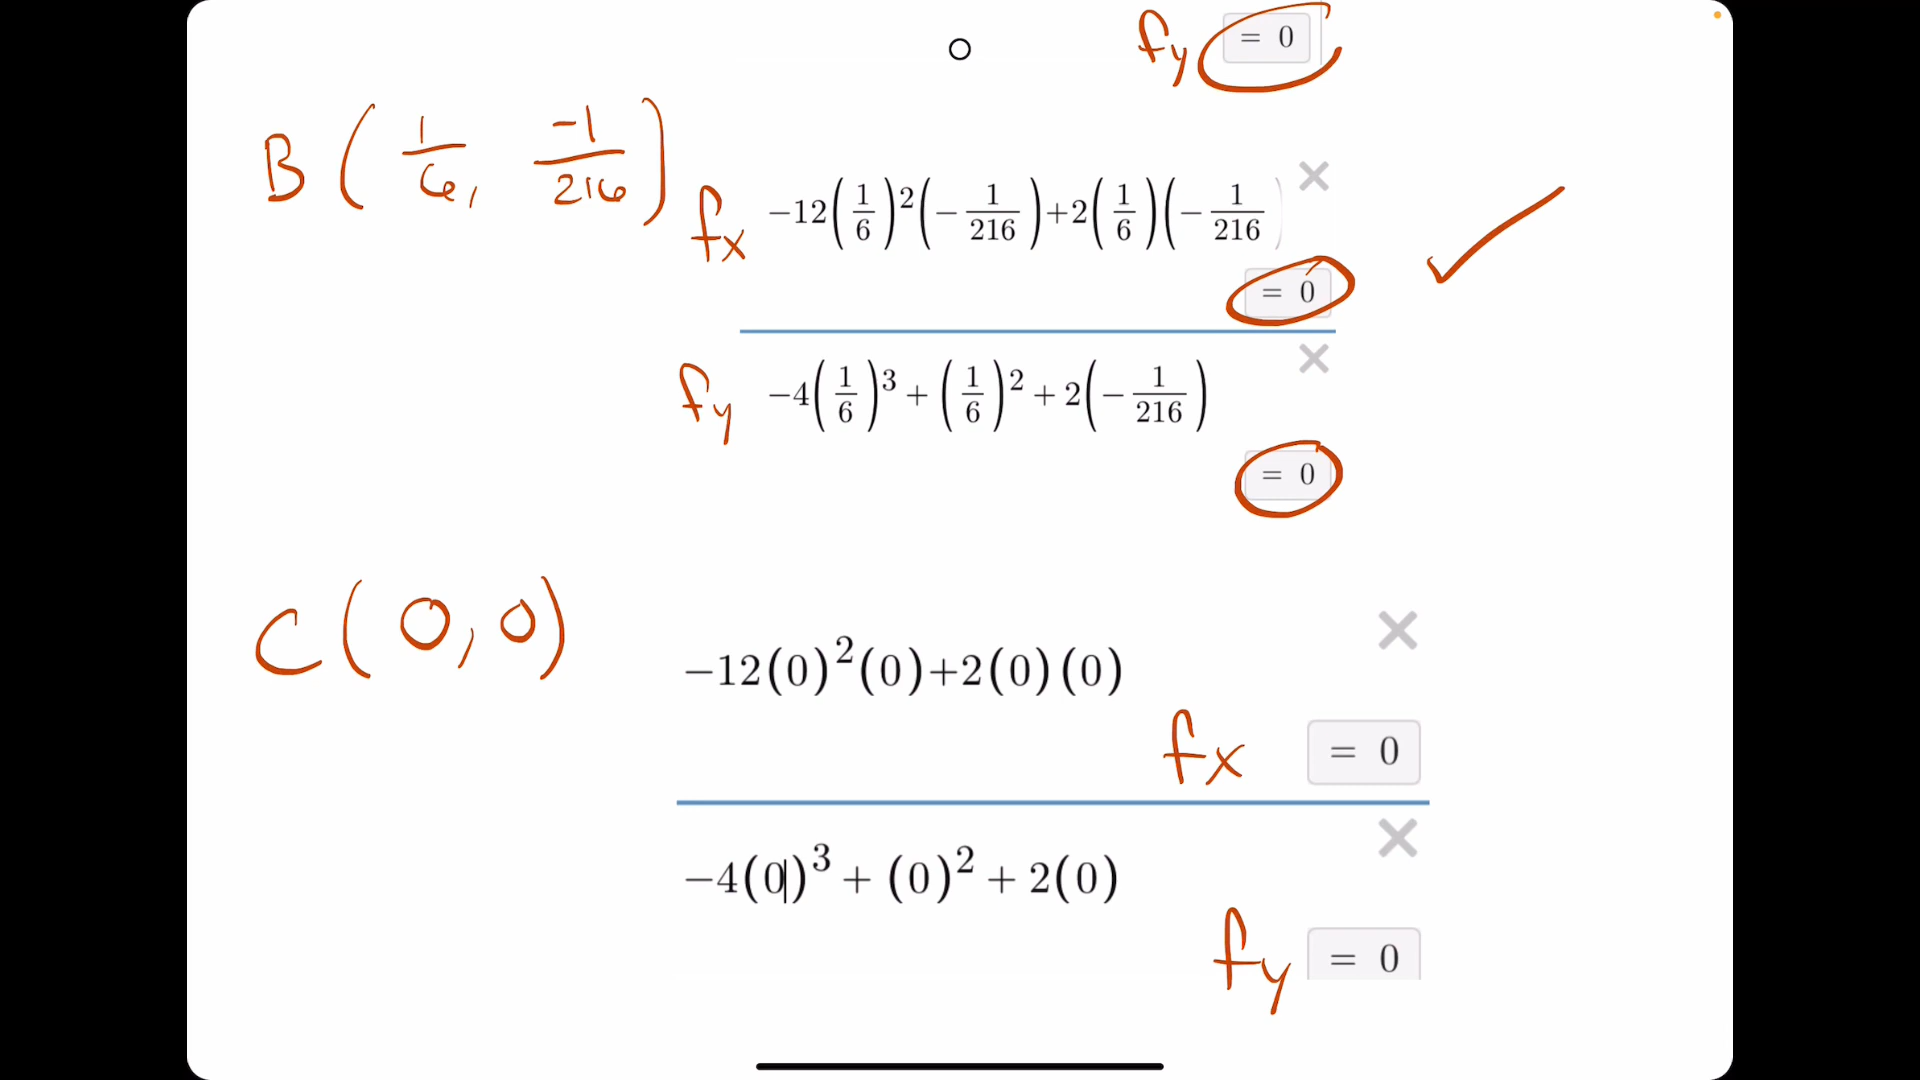 fy = 0
B ( 1/6, -1/216 )
fx −12(1/6)²(−1/216)+2(1/6)(−1/216
= 0
fy −4(1/6)³ + (1/6)² + 2(−1/216)
= 0
C ( 0, 0 )
−12(0)²(0)+2(0)(0)
fx = 0
−4(0)³ + (0)² + 2(0)
fy = 0